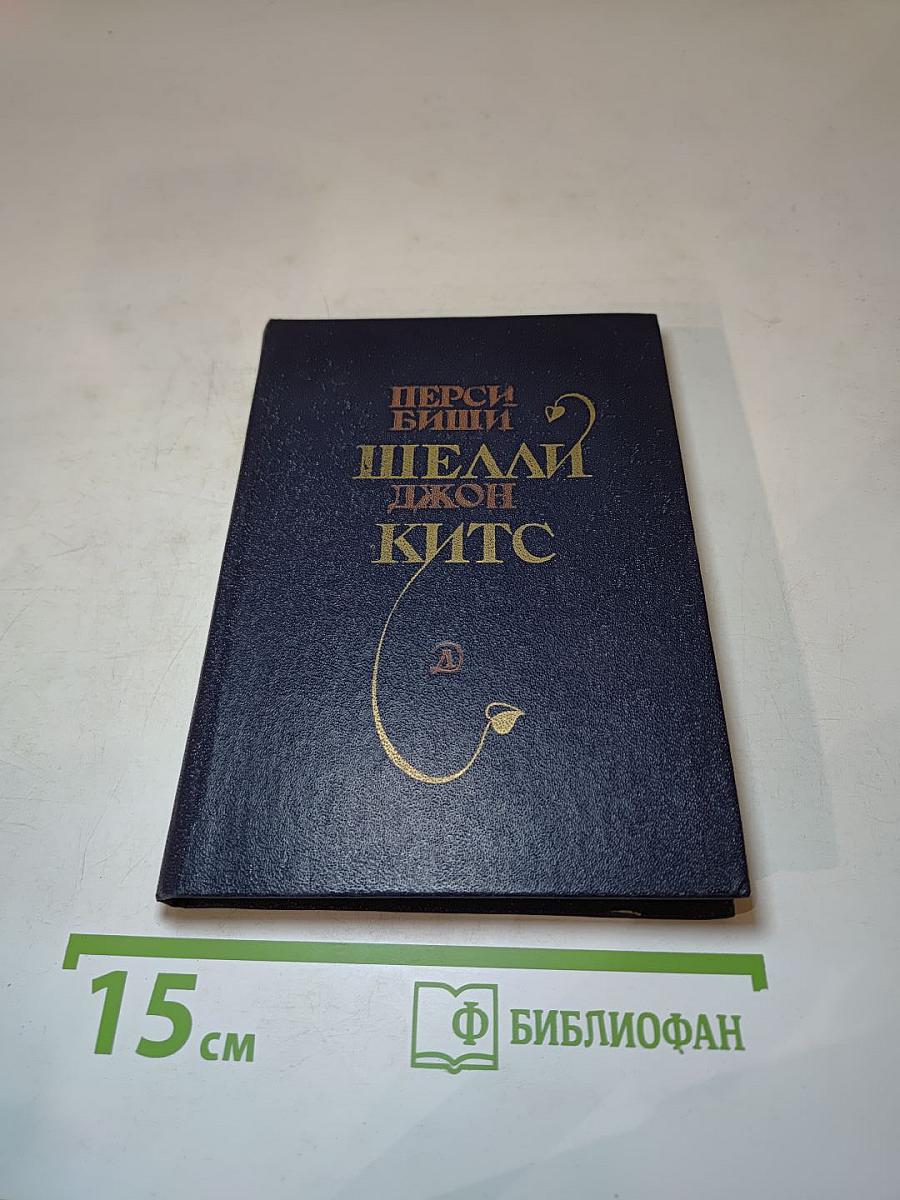 ПЕРСИ
БИШИ
ШЕЛЛИ
ДЖОН
КИТС
Д
15 см
Ф БИБЛИОФАН